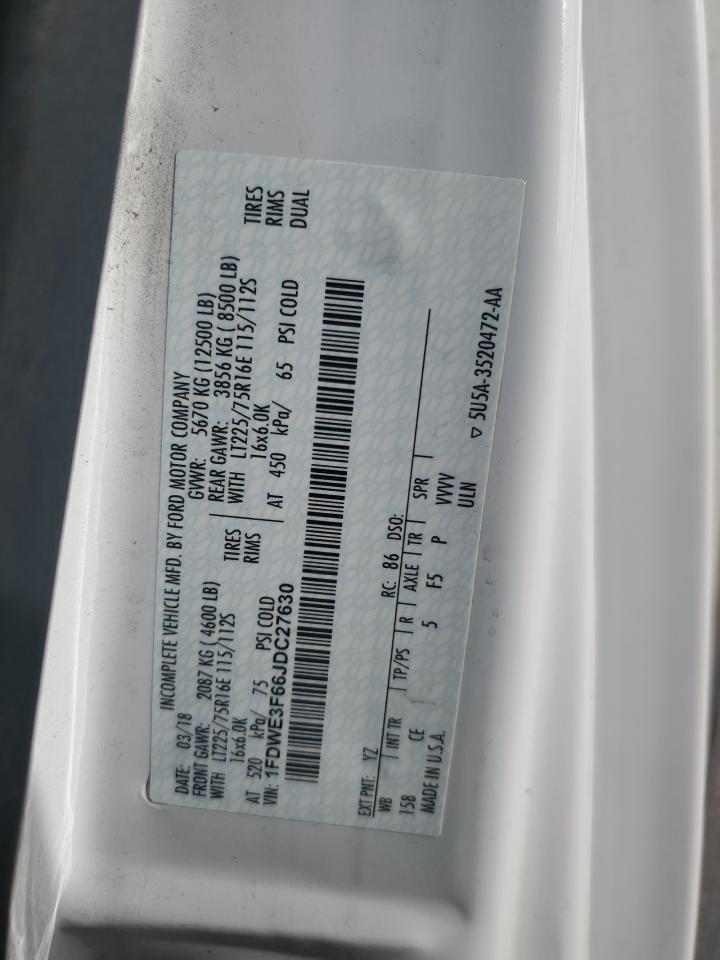 INCOMPLETE VEHICLE MFD. BY FORD MOTOR COMPANY
DATE: 03/18 GVWR: 5670 KG (12500 LB)
FRONT GAWR: 2087 KG ( 4600 LB) REAR GAWR: 3856 KG ( 8500 LB)
WITH LT225/75R16E 115/112S TIRES WITH LT225/75R16E 115/112S TIRES
16x6.0K RIMS 16x6.0K RIMS
AT 520 kPa/ 75 PSI COLD AT 450 kPa/ 65 PSI COLD DUAL
VIN: 1FDWE3F66JDC27630
EXT PNT: YZ RC: 86 DSO:
WB INT TR TP/PS R AXLE TR SPR
158 CE 5 F5 P VVVV
MADE IN U.S.A. ULN
▽ 5U5A-3520472-AA